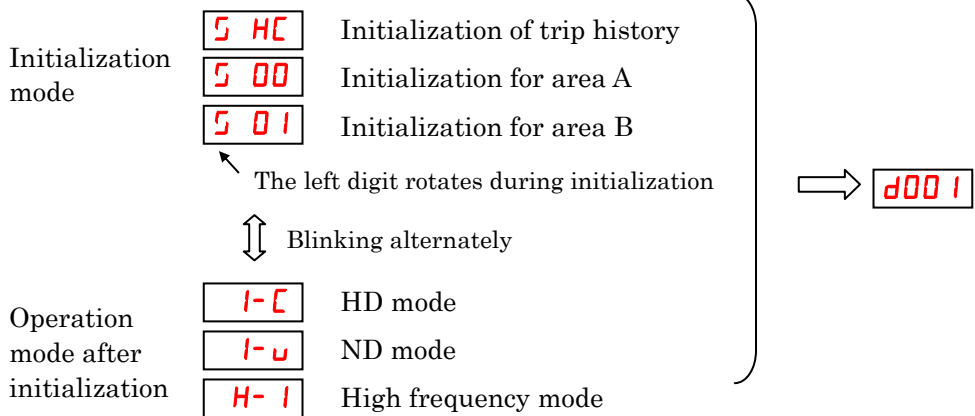 Initialization mode
5 HC Initialization of trip history
5 00 Initialization for area A
5 01 Initialization for area B
The left digit rotates during initialization
d001
Blinking alternately
Operation mode after initialization
1-C HD mode
1-u ND mode
H-1 High frequency mode